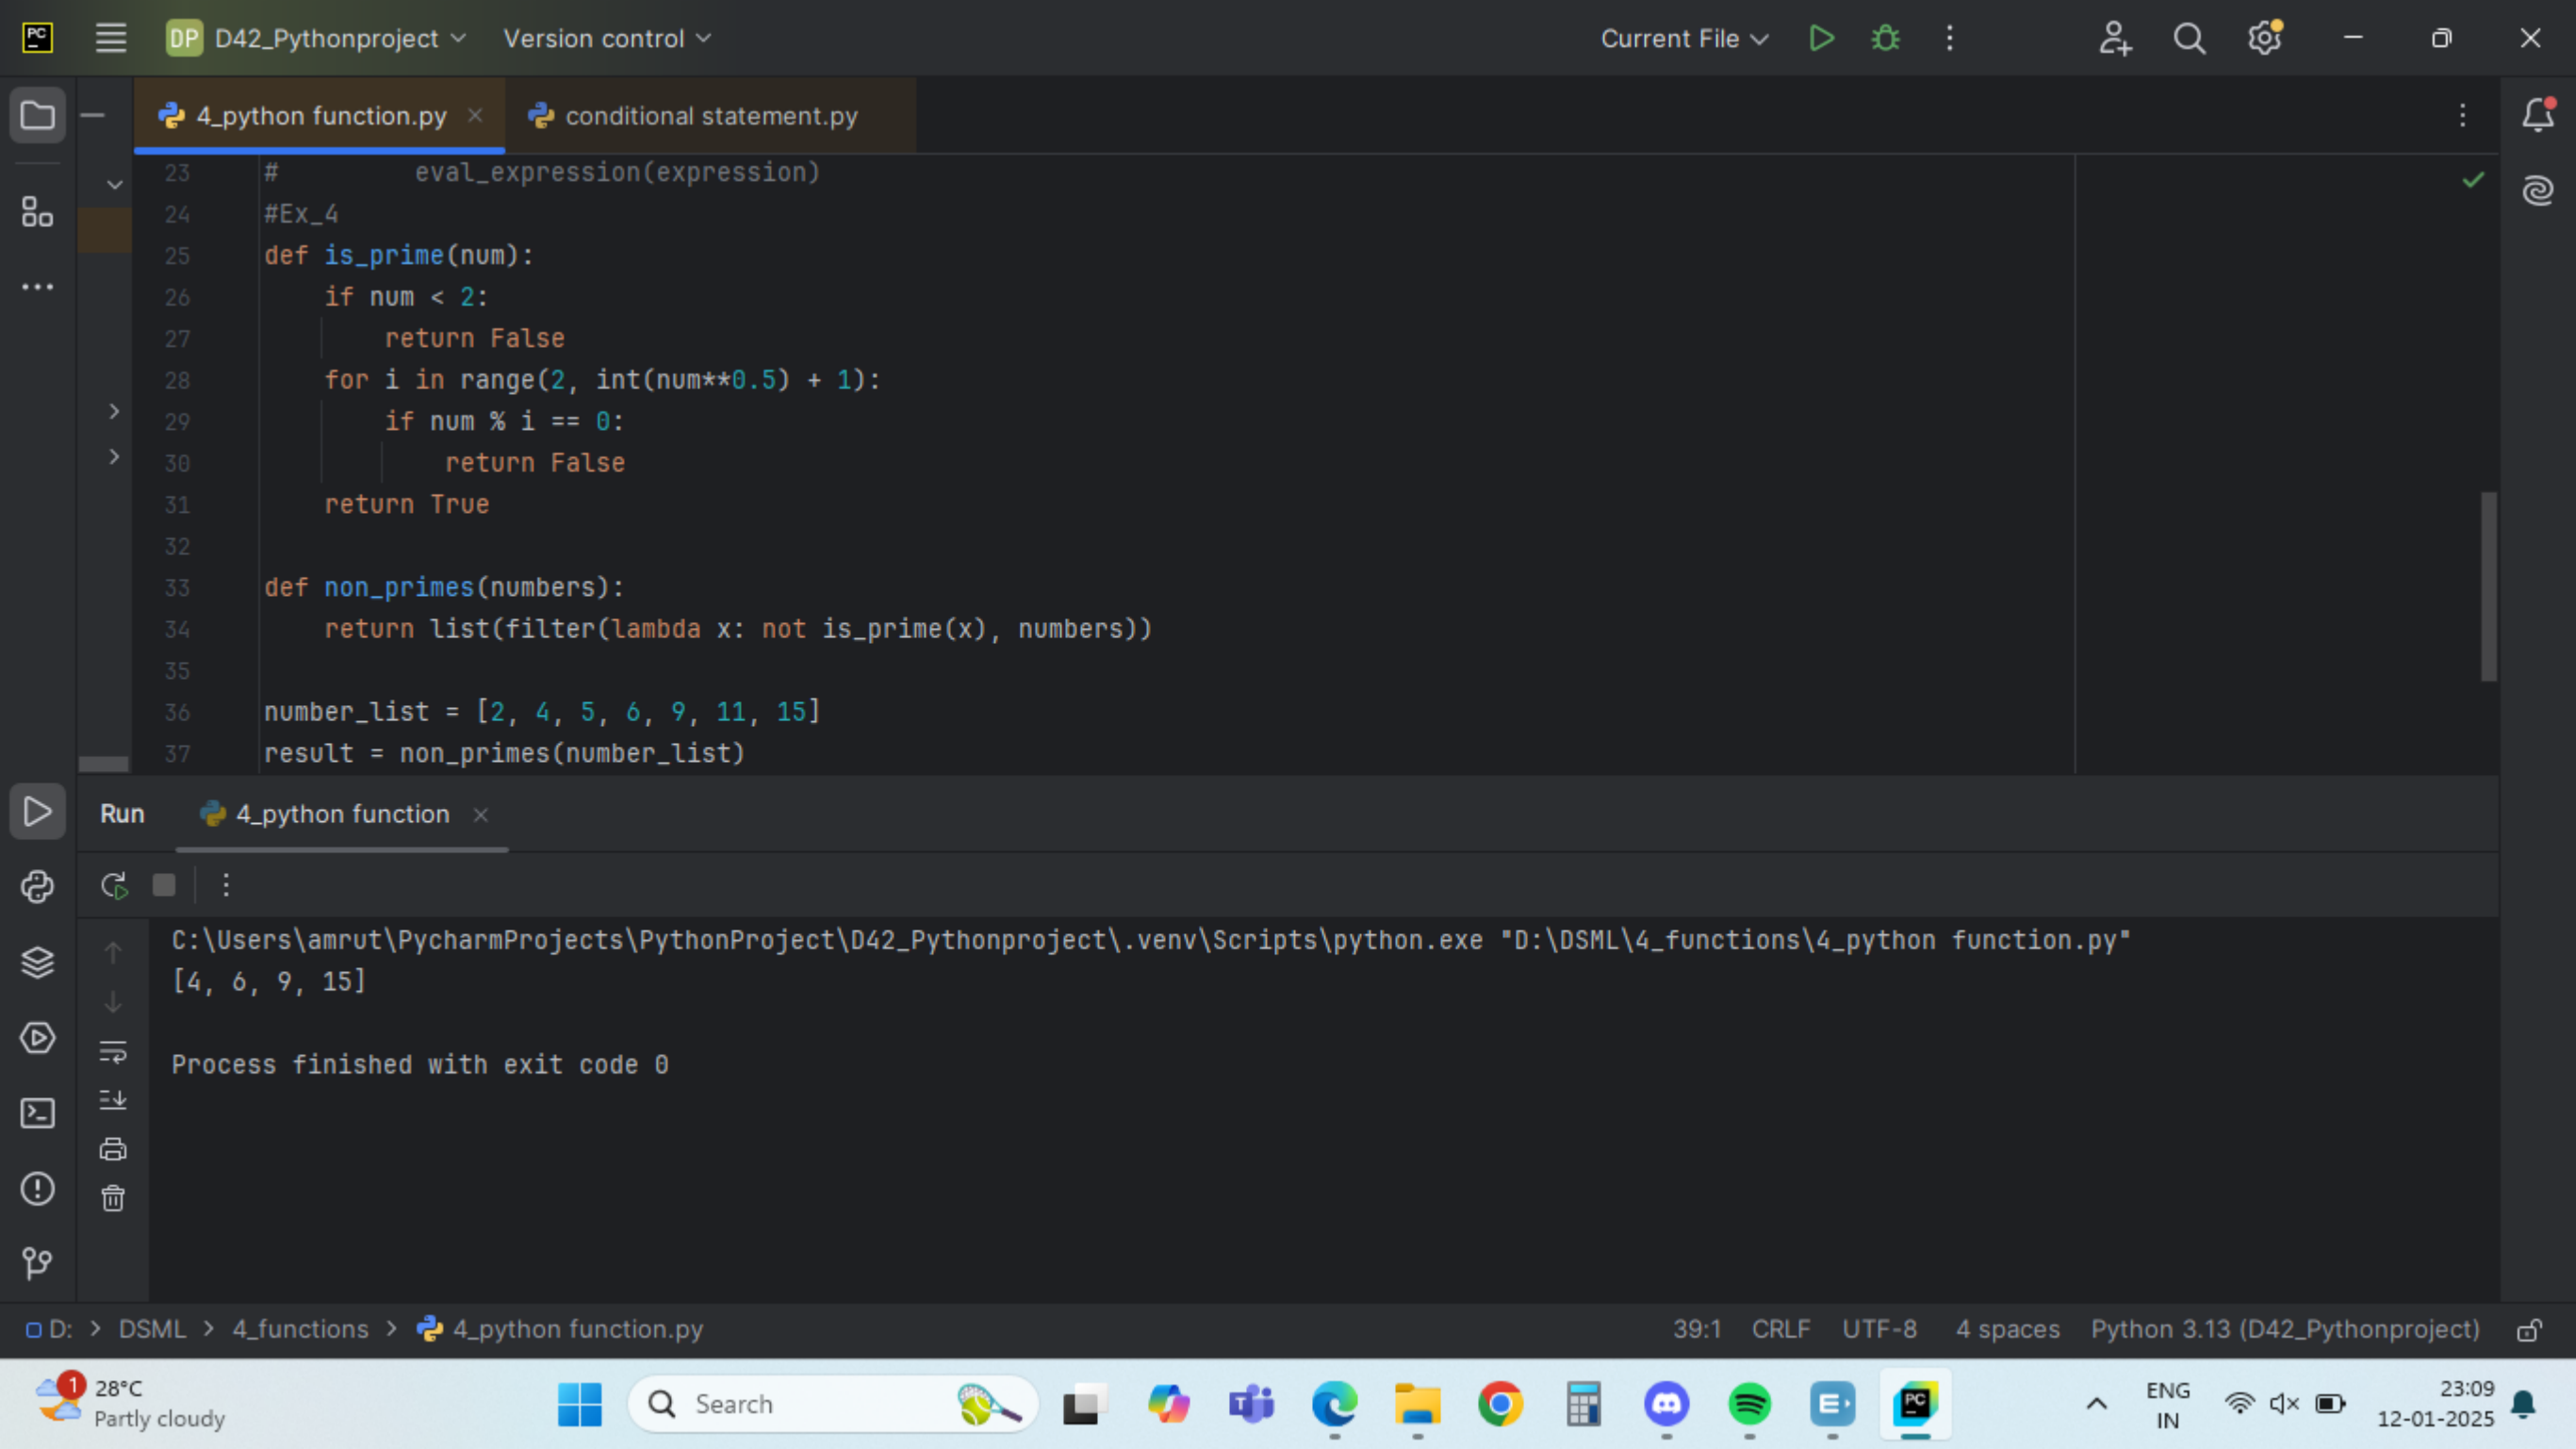 PC DP D42_Pythonproject Version control Current File
4_python function.py conditional statement.py
23 #         eval_expression(expression)
24 #Ex_4
25 def is_prime(num):
26     if num < 2:
27         return False
28     for i in range(2, int(num**0.5) + 1):
29         if num % i == 0:
30             return False
31     return True
32
33 def non_primes(numbers):
34     return list(filter(lambda x: not is_prime(x), numbers))
35
36 number_list = [2, 4, 5, 6, 9, 11, 15]
37 result = non_primes(number_list)
Run 4_python function
C:\Users\amrut\PycharmProjects\PythonProject\D42_Pythonproject\.venv\Scripts\python.exe "D:\DSML\4_functions\4_python function.py"
[4, 6, 9, 15]
Process finished with exit code 0
D: > DSML > 4_functions > 4_python function.py 39:1 CRLF UTF-8 4 spaces Python 3.13 (D42_Pythonproject)
1 28°C
Partly cloudy
Search
T
E
PC
ENG
IN
23:09
12-01-2025